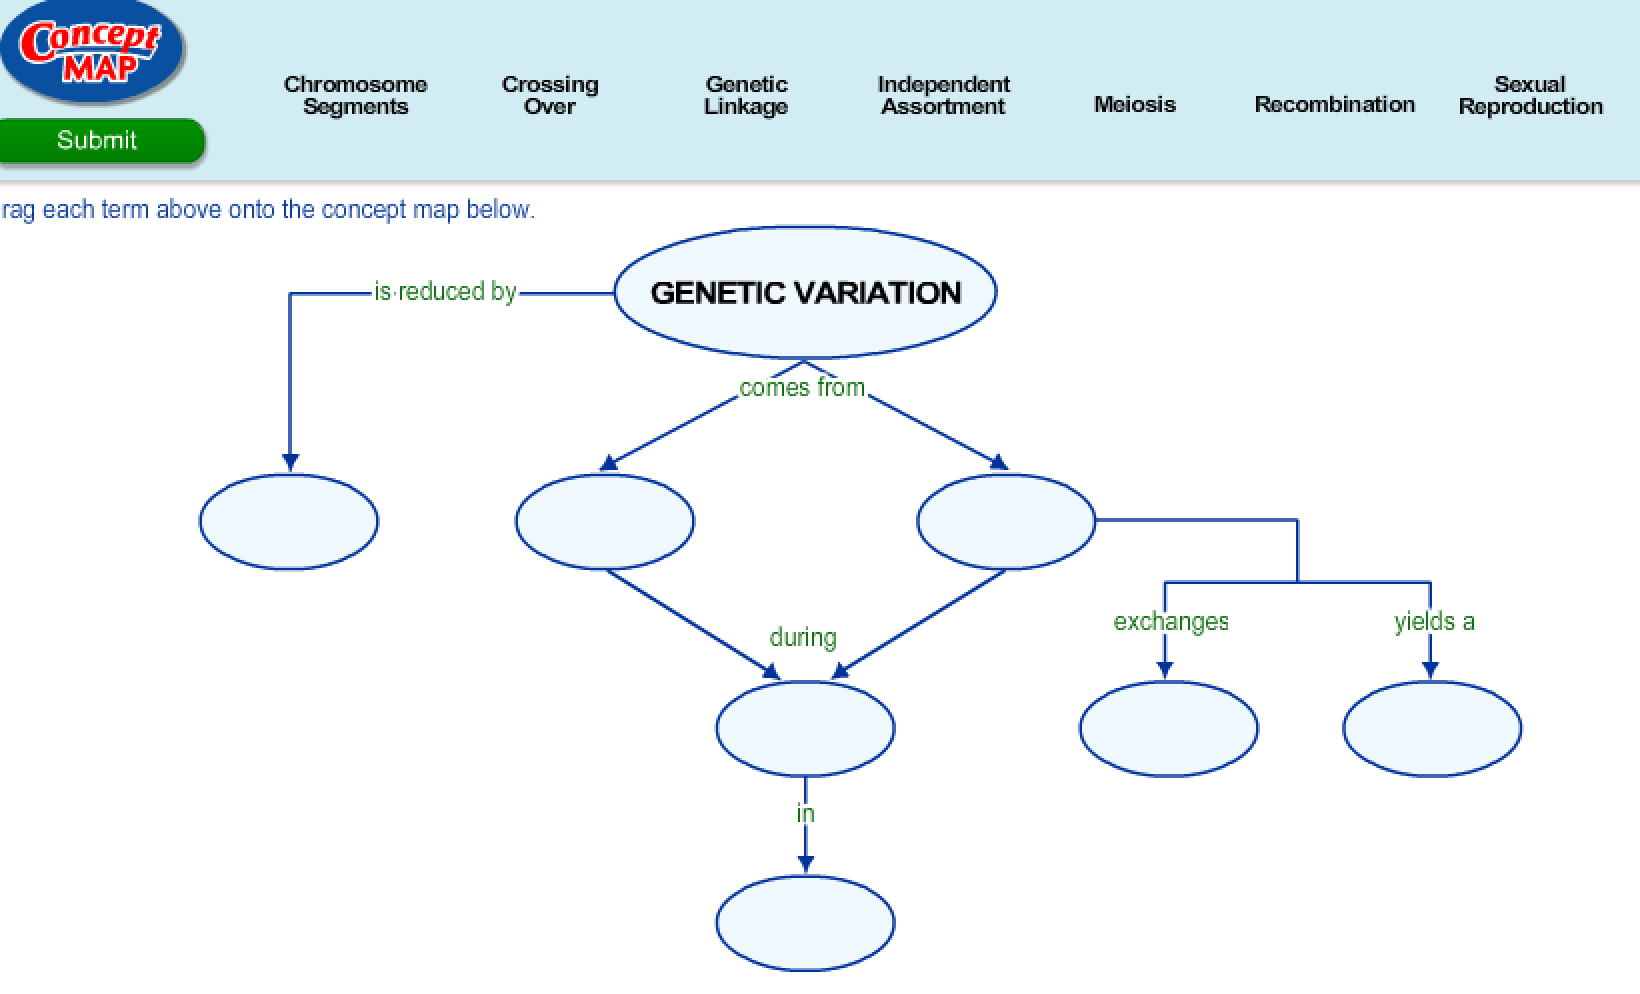 Concept
MAP
Submit
Chromosome
Segments
Crossing
Over
Genetic
Linkage
Independent
Assortment
Meiosis
Recombination
Sexual
Reproduction
rag each term above onto the concept map below.
GENETIC VARIATION
is reduced by
comes from
during
exchanges
yields a
in